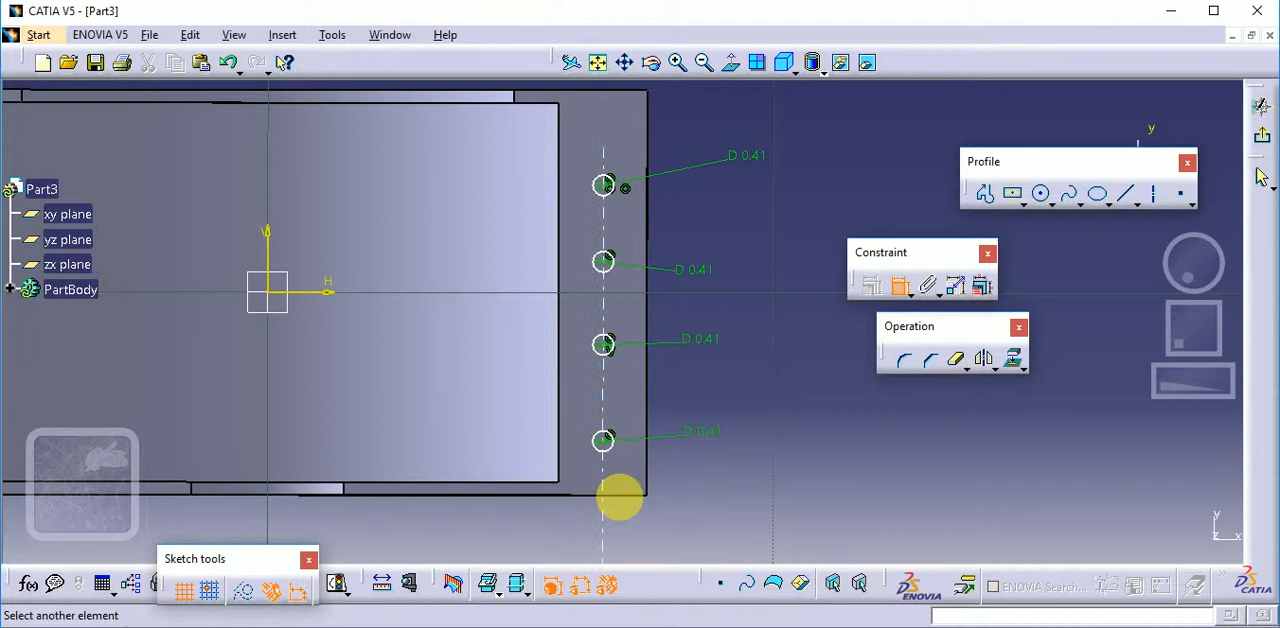 CATIA V5 - [Part3]
Start ENOVIA V5 File Edit View Insert Tools Window Help
y
D 0.41
Profile
Part3
xy plane
V
yz plane
Constraint
zx plane
D 0.41
H
PartBody
Operation
D 0.41
D 0.41
y
z x
Sketch tools
f(x)
ENOVIA
ENOVIA Search...
CATIA
Select another element